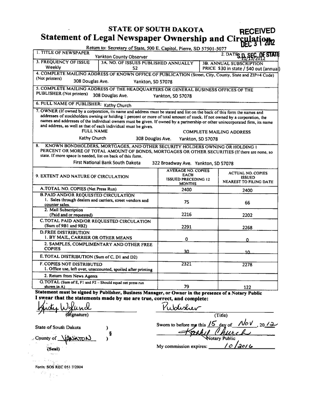 STATE OF SOUTH DAKOTA
RECEIVED
Statement of Legal Newspaper Ownership and Circulation
DEC 3 1 2012
Return to: Secretary of State, 500 E. Capitol, Pierre, SD 57501-5077
S.D. SEC. OF STATE
1. TITLE OF NEWSPAPER
Yankton County Observer
2. DATE
3. FREQUENCY OF ISSUE
Weekly
3A. NO. OF ISSUES PUBLISHED ANNUALLY
52
3B. ANNUAL SUBSCRIPTION
PRICE $30 in state / $40 out (annual)
4. COMPLETE MAILING ADDRESS OF KNOWN OFFICE OF PUBLICATION (Street, City, County, State and ZIP+4 Code)
(Not printers) 308 Douglas Ave. Yankton, SD 57078
5. COMPLETE MAILING ADDRESS OF THE HEADQUARTERS OR GENERAL BUSINESS OFFICES OF THE
PUBLISHER (Not printers) 308 Douglas Ave. Yankton, SD 57078
6. FULL NAME OF PUBLISHER: Kathy Church
7. OWNER (If owned by a corporation, its name and address must be stated and list on the back of this form the names and
addresses of stockholders owning or holding 1 percent or more of total amount of stock. If not owned by a corporation, the
names and addresses of the individual owners must be given. If owned by a partnership or other unincorporated firm, its name
and address, as well as that of each individual must be given.
FULL NAME COMPLETE MAILING ADDRESS
Kathy Church 308 Douglas Ave. Yankton, SD 57078
8. KNOWN BONDHOLDERS, MORTGAGES, AND OTHER SECURITY HOLDERS OWNING OR HOLDING 1
PERCENT OR MORE OF TOTAL AMOUNT OF BONDS, MORTGAGES OR OTHER SECURITIES (If there are none, so
state. If more space is needed, list on back of this form.
First National Bank South Dakota 322 Broadway Ave. Yankton, SD 57078
9. EXTENT AND NATURE OF CIRCULATION
AVERAGE NO. COPIES
EACH
ISSUED PRECEDING 12
MONTHS
ACTUAL NO. COPIES
ISSUED
NEAREST TO FILING DATE
A. TOTAL NO. COPIES (Net Press Run) 2400 2400
B. PAID AND/OR REQUESTED CIRCULATION
1. Sales through dealers and carriers, street vendors and
counter sales. 75 66
2. Mail Subscription
(Paid and or requested) 2216 2202
C. TOTAL PAID AND/OR REQUESTED CIRCULATION
(Sum of 9B1 and 9B2) 2291 2268
D. FREE DISTRIBUTION
1. BY MAIL, CARRIER OR OTHER MEANS 0 0
2. SAMPLES, COMPLIMENTARY AND OTHER FREE
COPIES 30 10
E. TOTAL DISTRIBUTION (Sum of C, D1 and D2)
2321 2278
F. COPIES NOT DISTRIBUTED
1. Office use, left over, unaccounted, spoiled after printing
2. Return from News Agents
G. TOTAL (Sum of E, F1 and F2 - Should equal net press run
shown in A) 79 122
Statement must be signed by Publisher, Business Manager, or Owner in the presence of a Notary Public
I swear that the statements made by me are true, correct, and complete:
Publisher
(Signature) (Title)
State of South Dakota )
Sworn to before me this 15 day of Nov, 2012
§
Kathy Church
County of Yankton )
Notary Public
(Seal)
My commission expires: 10/2016
Form: SOS REC 051 7/2004